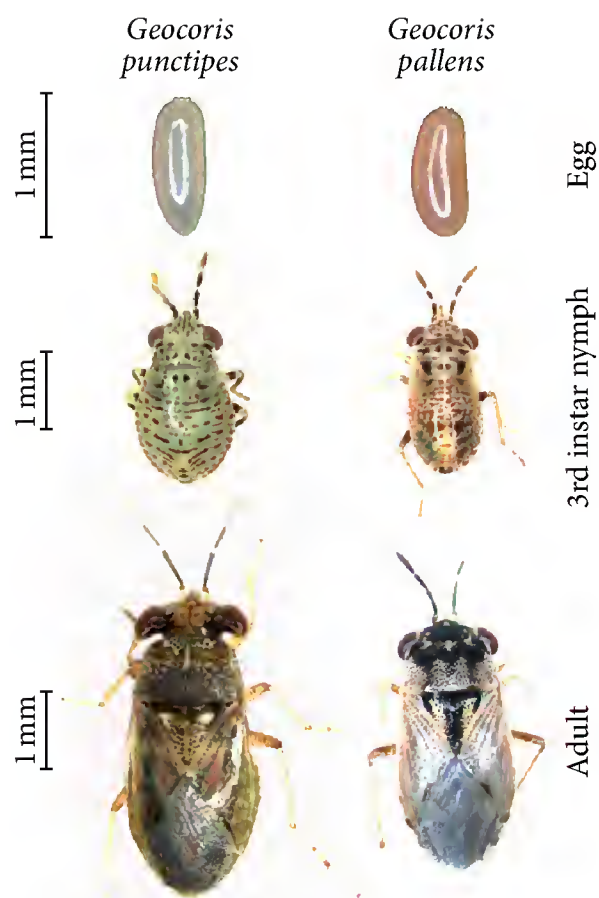 Geocoris
punctipes
Geocoris
pallens
1 mm
Egg
1 mm
3rd instar nymph
1 mm
Adult